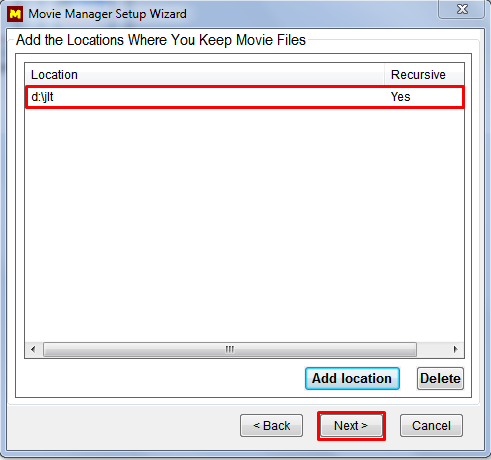 M Movie Manager Setup Wizard
Add the Locations Where You Keep Movie Files
Location Recursive
d:\jlt Yes
Add location Delete
< Back Next > Cancel